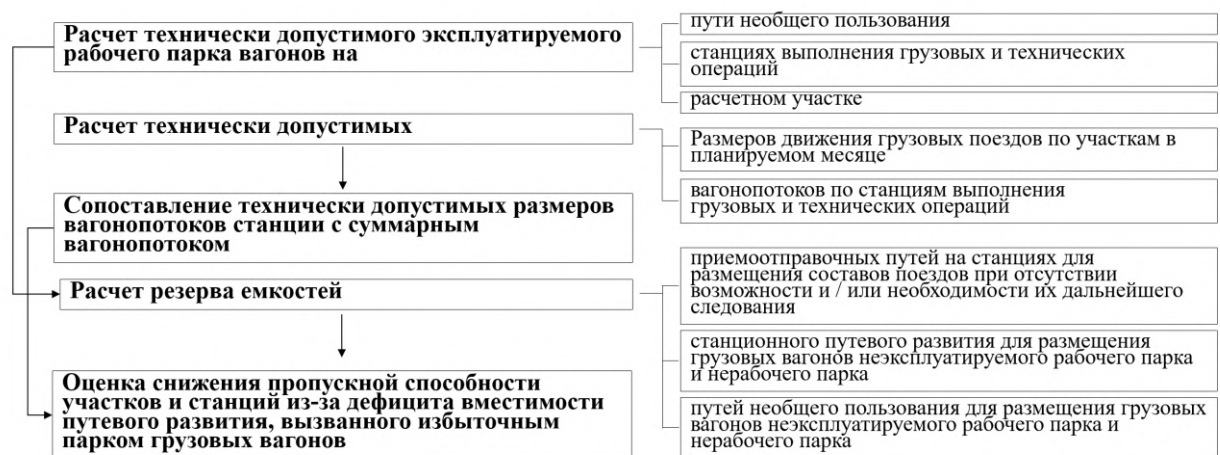 Расчет технически допустимого эксплуатируемого
рабочего парка вагонов на
пути необщего пользования
станциях выполнения грузовых и технических
операций
расчетном участке
Расчет технически допустимых
Размеров движения грузовых поездов по участкам в
планируемом месяце
вагонопотоков по станциям выполнения
грузовых и технических операций
Сопоставление технически допустимых размеров
вагонопотоков станции с суммарным
вагонопотоком
Расчет резерва емкостей
приемоотправочных путей на станциях для
размещения составов поездов при отсутствии
возможности и / или необходимости их дальнейшего
следования
станционного путевого развития для размещения
грузовых вагонов неэксплуатируемого рабочего парка
и нерабочего парка
путей необщего пользования для размещения грузовых
вагонов неэксплуатируемого рабочего парка и
нерабочего парка
Оценка снижения пропускной способности
участков и станций из-за дефицита вместимости
путевого развития, вызванного избыточным
парком грузовых вагонов